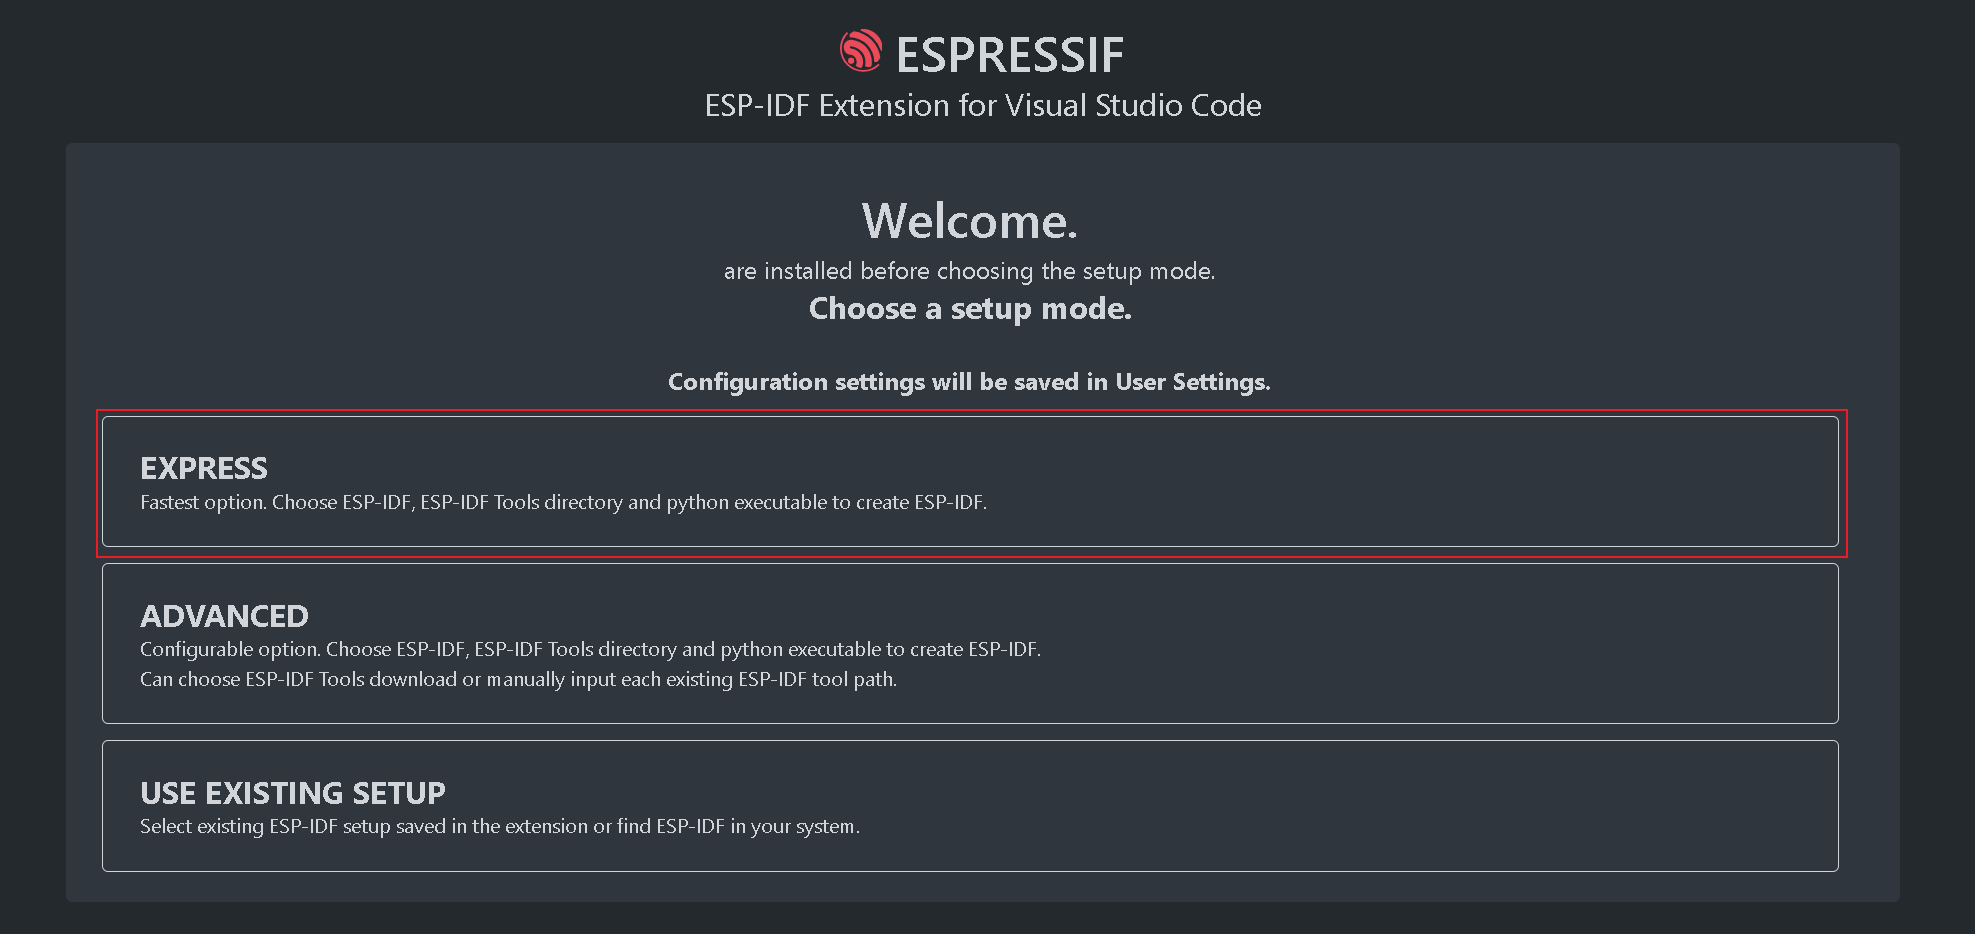 ESPRESSIF
ESP-IDF Extension for Visual Studio Code
Welcome.
are installed before choosing the setup mode.
Choose a setup mode.
Configuration settings will be saved in User Settings.
EXPRESS
Fastest option. Choose ESP-IDF, ESP-IDF Tools directory and python executable to create ESP-IDF.
ADVANCED
Configurable option. Choose ESP-IDF, ESP-IDF Tools directory and python executable to create ESP-IDF.
Can choose ESP-IDF Tools download or manually input each existing ESP-IDF tool path.
USE EXISTING SETUP
Select existing ESP-IDF setup saved in the extension or find ESP-IDF in your system.